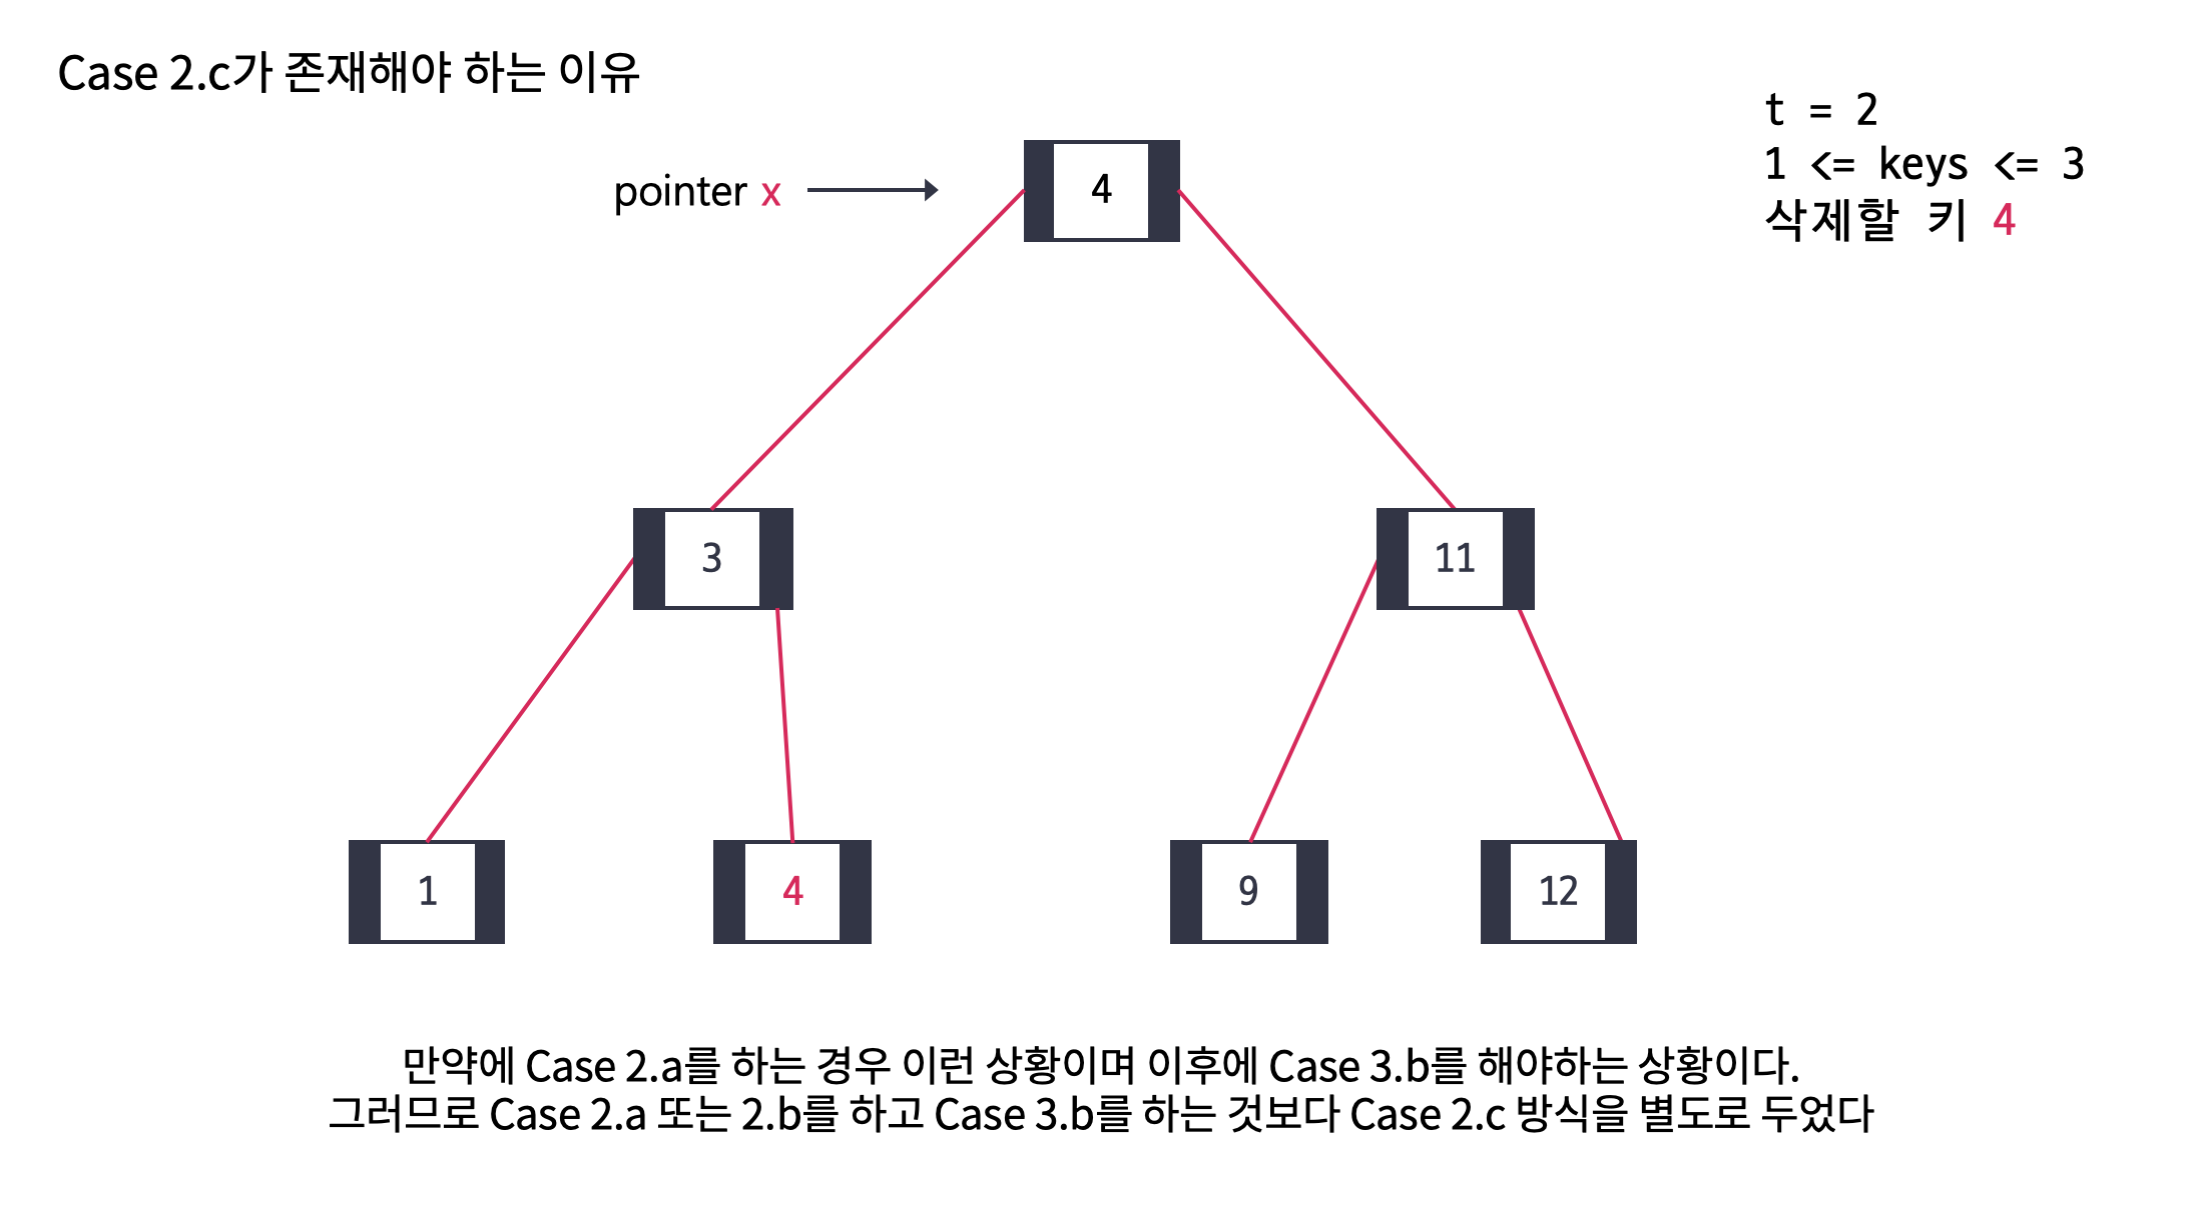 Case 2.c가 존재해야 하는 이유
t = 2
1 <= keys <= 3
삭제할 키 4
pointer x
4
3
11
1
4
9
12
만약에 Case 2.a를 하는 경우 이런 상황이며 이후에 Case 3.b를 해야하는 상황이다.
그러므로 Case 2.a 또는 2.b를 하고 Case 3.b를 하는 것보다 Case 2.c 방식을 별도로 두었다